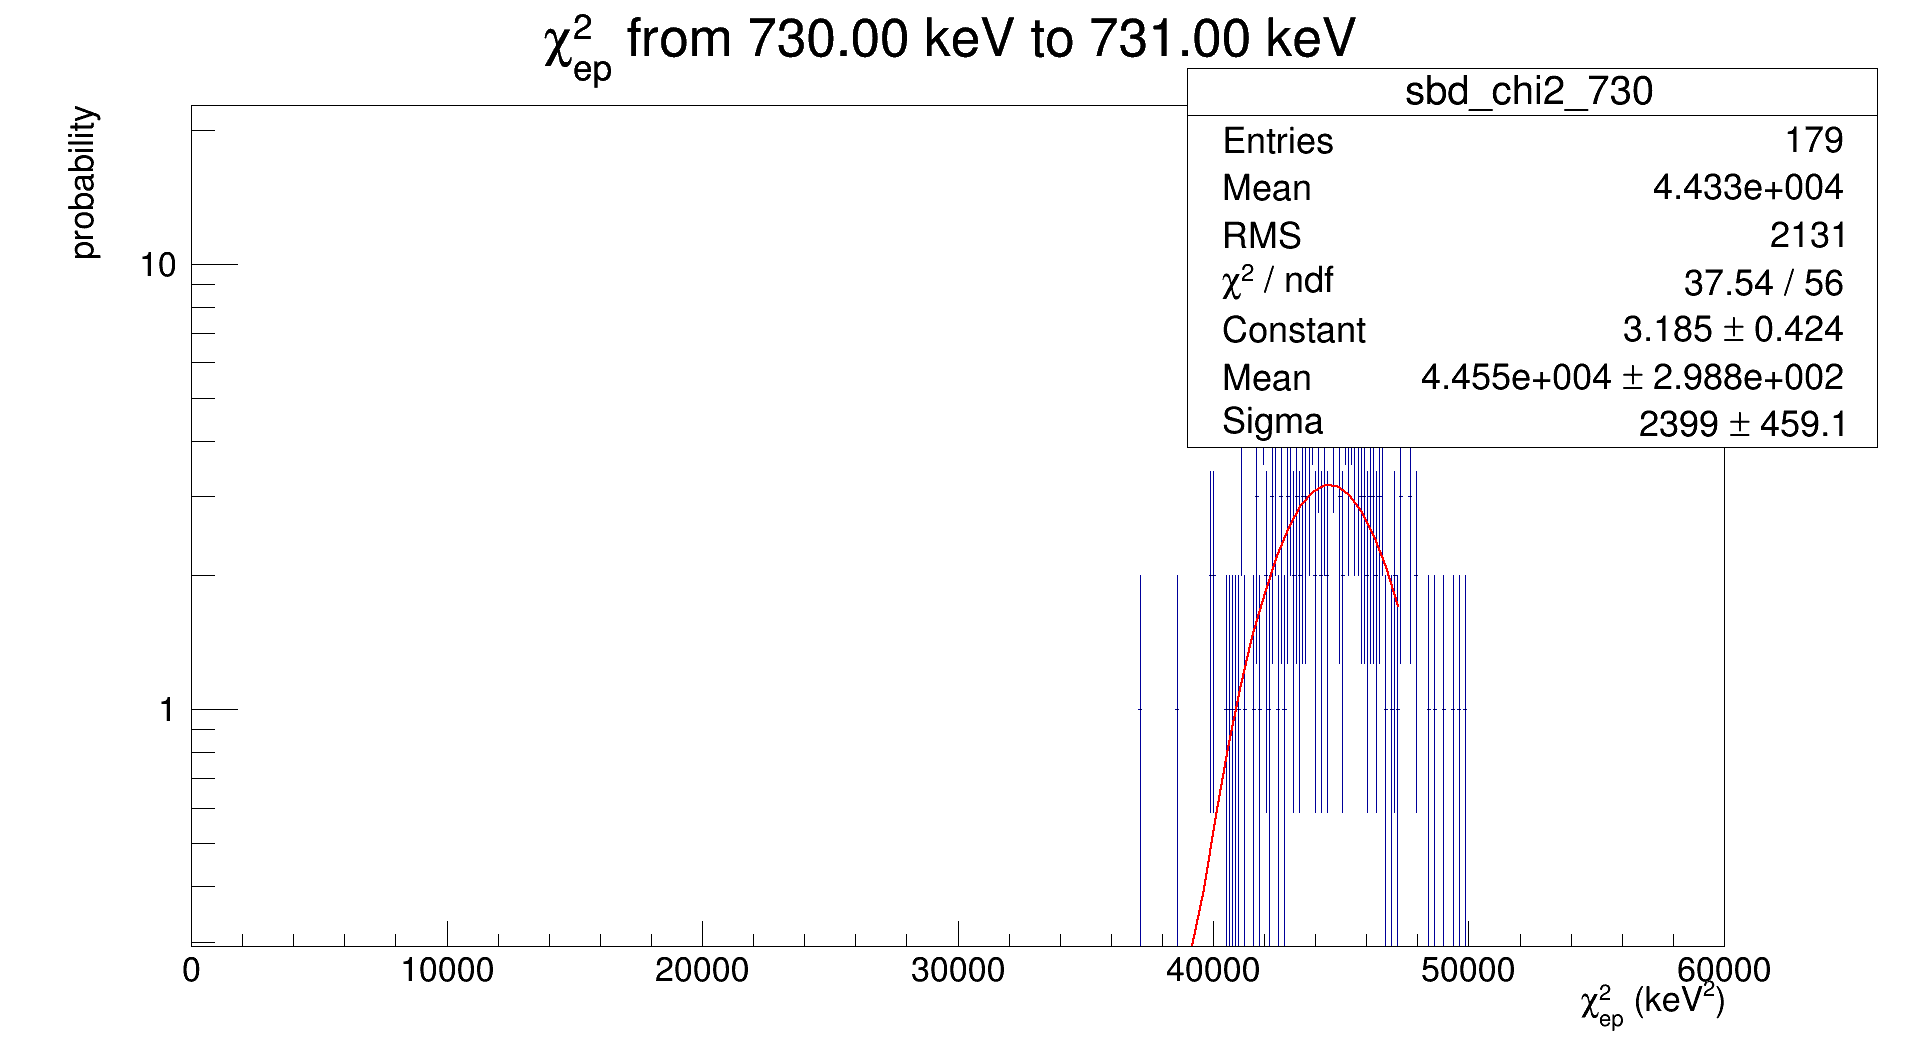 χ²ep from 730.00 keV to 731.00 keV
probability
sbd_chi2_730
Entries 179
Mean 4.433e+004
RMS 2131
χ² / ndf 37.54 / 56
Constant 3.185 ± 0.424
Mean 4.455e+004 ± 2.988e+002
Sigma 2399 ± 459.1
10
1
0 10000 20000 30000 40000 50000 60000
χ²ep (keV²)